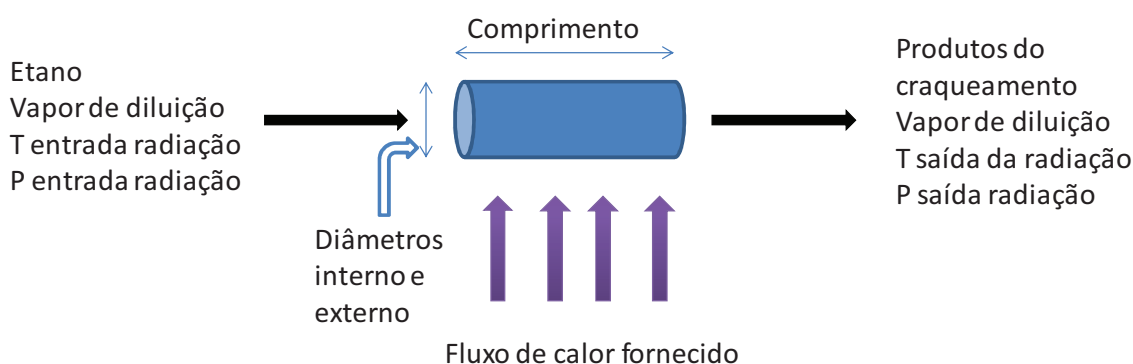 Comprimento
Etano
Vapor de diluição
T entrada radiação
P entrada radiação
Diâmetros
interno e
externo
Fluxo de calor fornecido
Produtos do
craqueamento
Vapor de diluição
T saída da radiação
P saída radiação